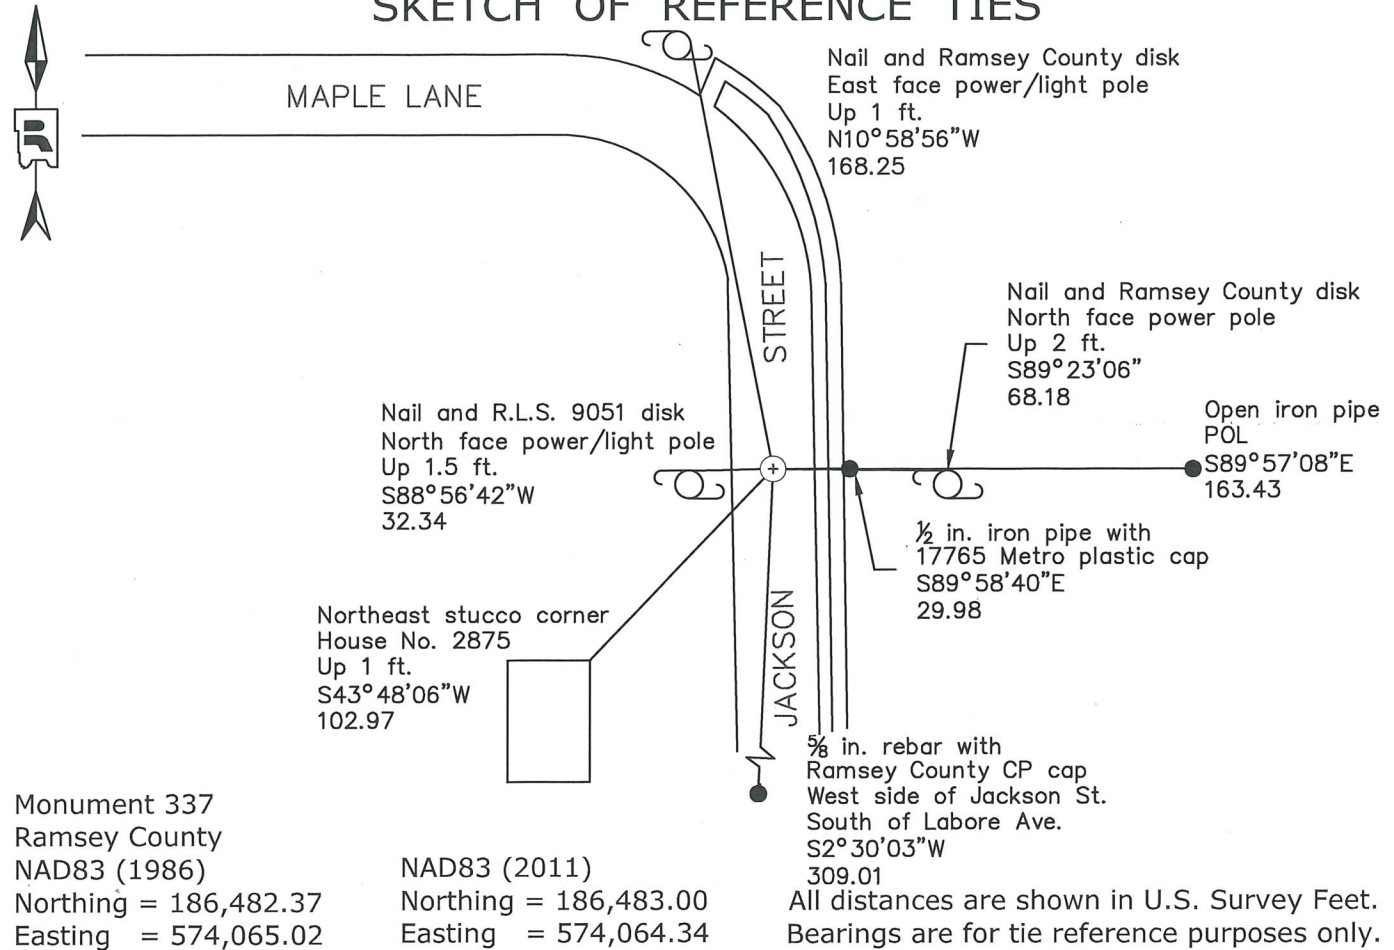 SKETCH OF REFERENCE TIES
MAPLE LANE
Nail and Ramsey County disk
East face power/light pole
Up 1 ft.
N10°58'56"W
168.25
STREET
Nail and Ramsey County disk
North face power pole
Up 2 ft.
S89°23'06"
68.18
Nail and R.L.S. 9051 disk
North face power/light pole
Up 1.5 ft.
S88°56'42"W
32.34
Open iron pipe
POL
S89°57'08"E
163.43
½ in. iron pipe with
17765 Metro plastic cap
S89°58'40"E
29.98
Northeast stucco corner
House No. 2875
Up 1 ft.
S43°48'06"W
102.97
JACKSON
⅝ in. rebar with
Ramsey County CP cap
West side of Jackson St.
South of Labore Ave.
S2°30'03"W
309.01
Monument 337
Ramsey County
NAD83 (1986)
Northing = 186,482.37
Easting = 574,065.02
NAD83 (2011)
Northing = 186,483.00
Easting = 574,064.34
All distances are shown in U.S. Survey Feet.
Bearings are for tie reference purposes only.